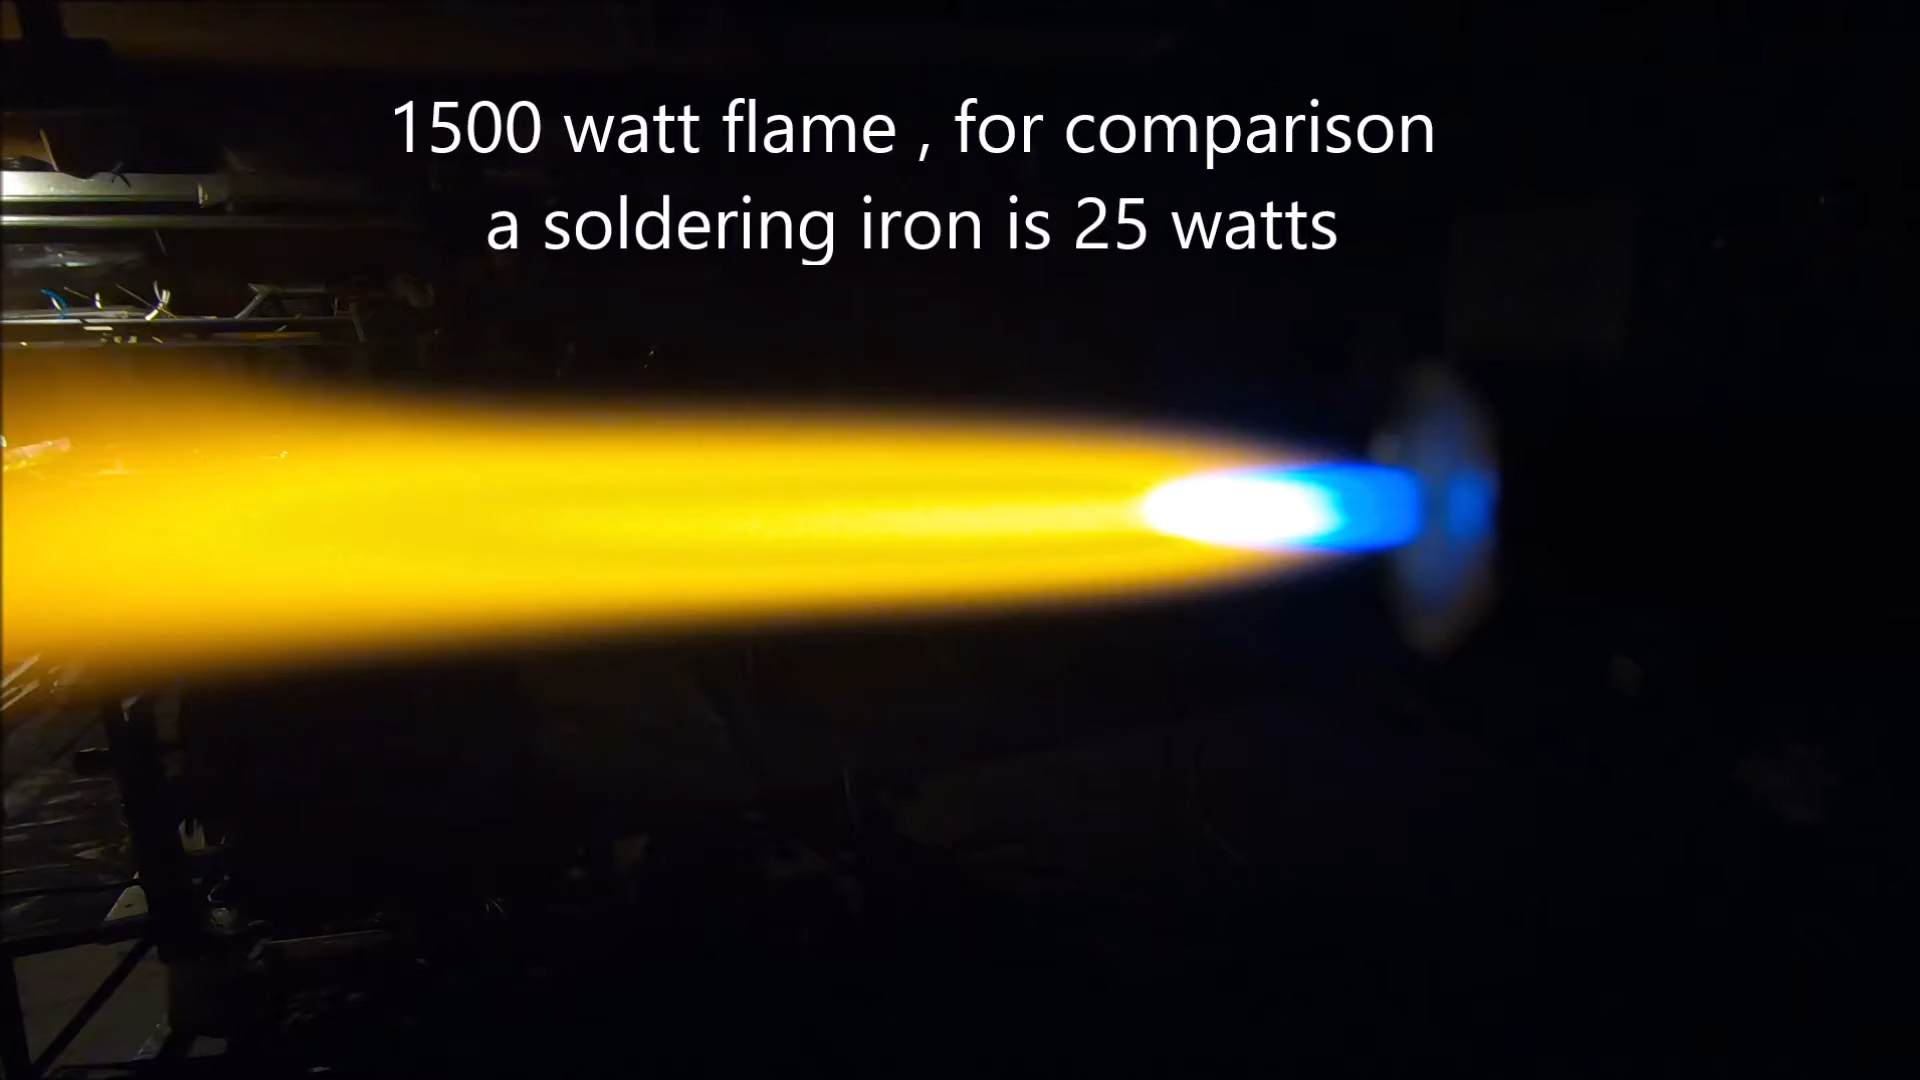 1500 watt flame , for comparison
a soldering iron is 25 watts